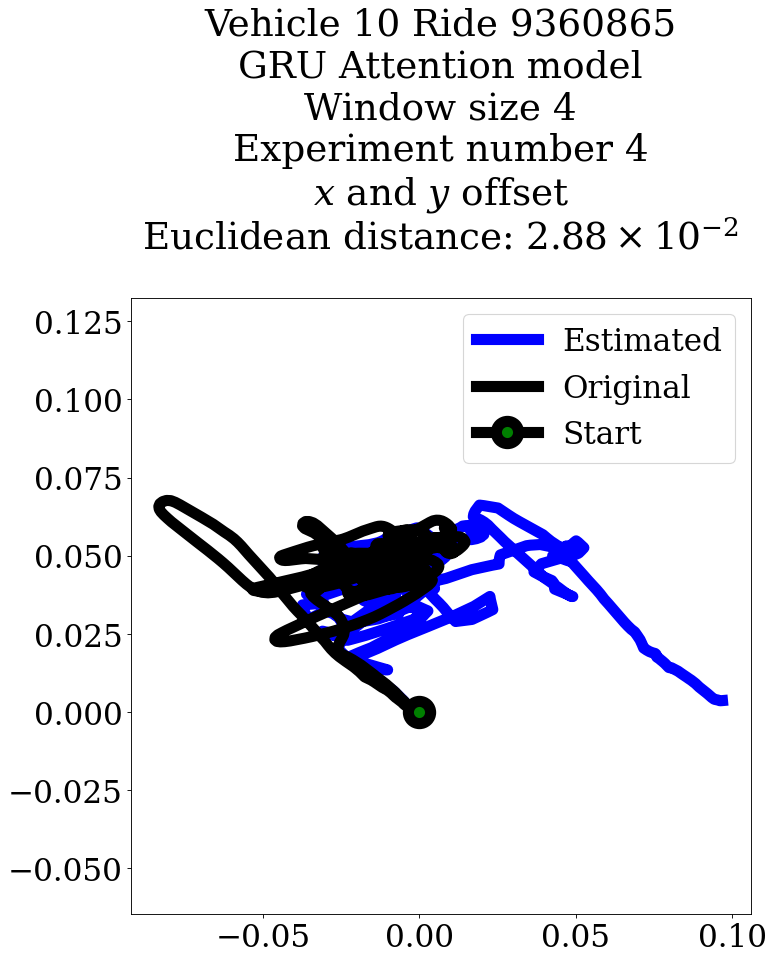 Vehicle 10 Ride 9360865
GRU Attention model
Window size 4
Experiment number 4
x and y offset
Euclidean distance: 2.88 × 10⁻²
Estimated
Original
Start
0.125
0.100
0.075
0.050
0.025
0.000
−0.025
−0.050
−0.05 0.00 0.05 0.10